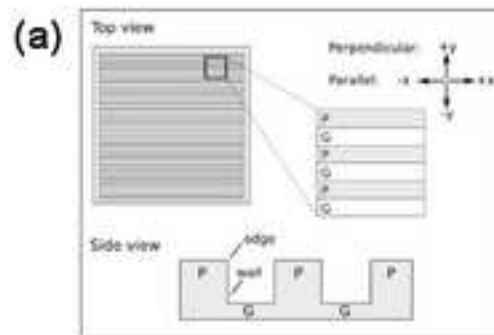 (a)
Top view
Perpendicular: +y
Parallel: -x +x
-y
P
G
P
G
P
G
Side view
edge
wall
P P P
G G